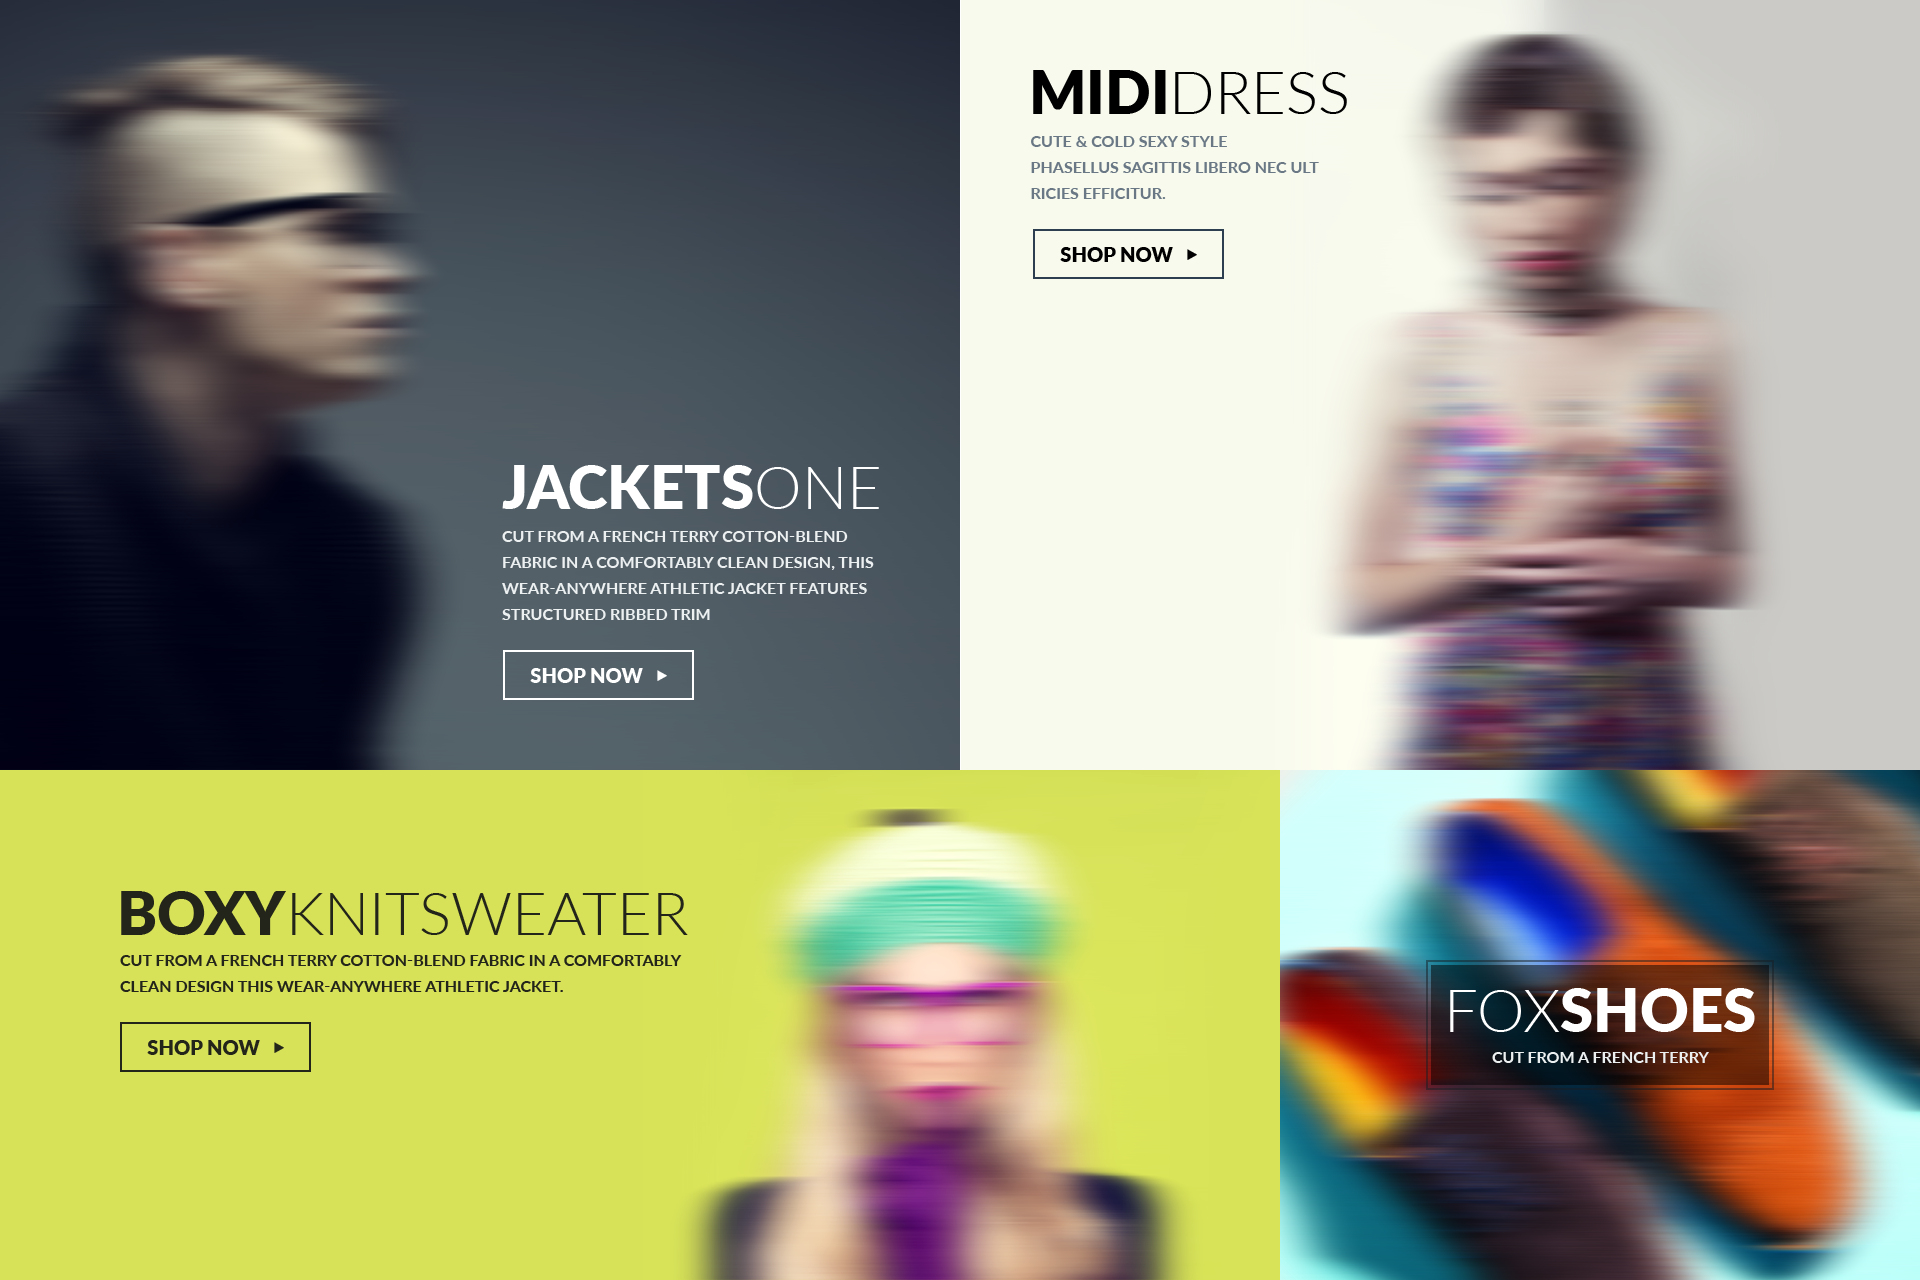 JACKETSONE
CUT FROM A FRENCH TERRY COTTON-BLEND
FABRIC IN A COMFORTABLY CLEAN DESIGN, THIS
WEAR-ANYWHERE ATHLETIC JACKET FEATURES
STRUCTURED RIBBED TRIM
SHOP NOW
MIDIDRESS
CUTE & COLD SEXY STYLE
PHASELLUS SAGITTIS LIBERO NEC ULT
RICIES EFFICITUR.
SHOP NOW
BOXYKNITSWEATER
CUT FROM A FRENCH TERRY COTTON-BLEND FABRIC IN A COMFORTABLY
CLEAN DESIGN THIS WEAR-ANYWHERE ATHLETIC JACKET.
SHOP NOW
FOXSHOES
CUT FROM A FRENCH TERRY